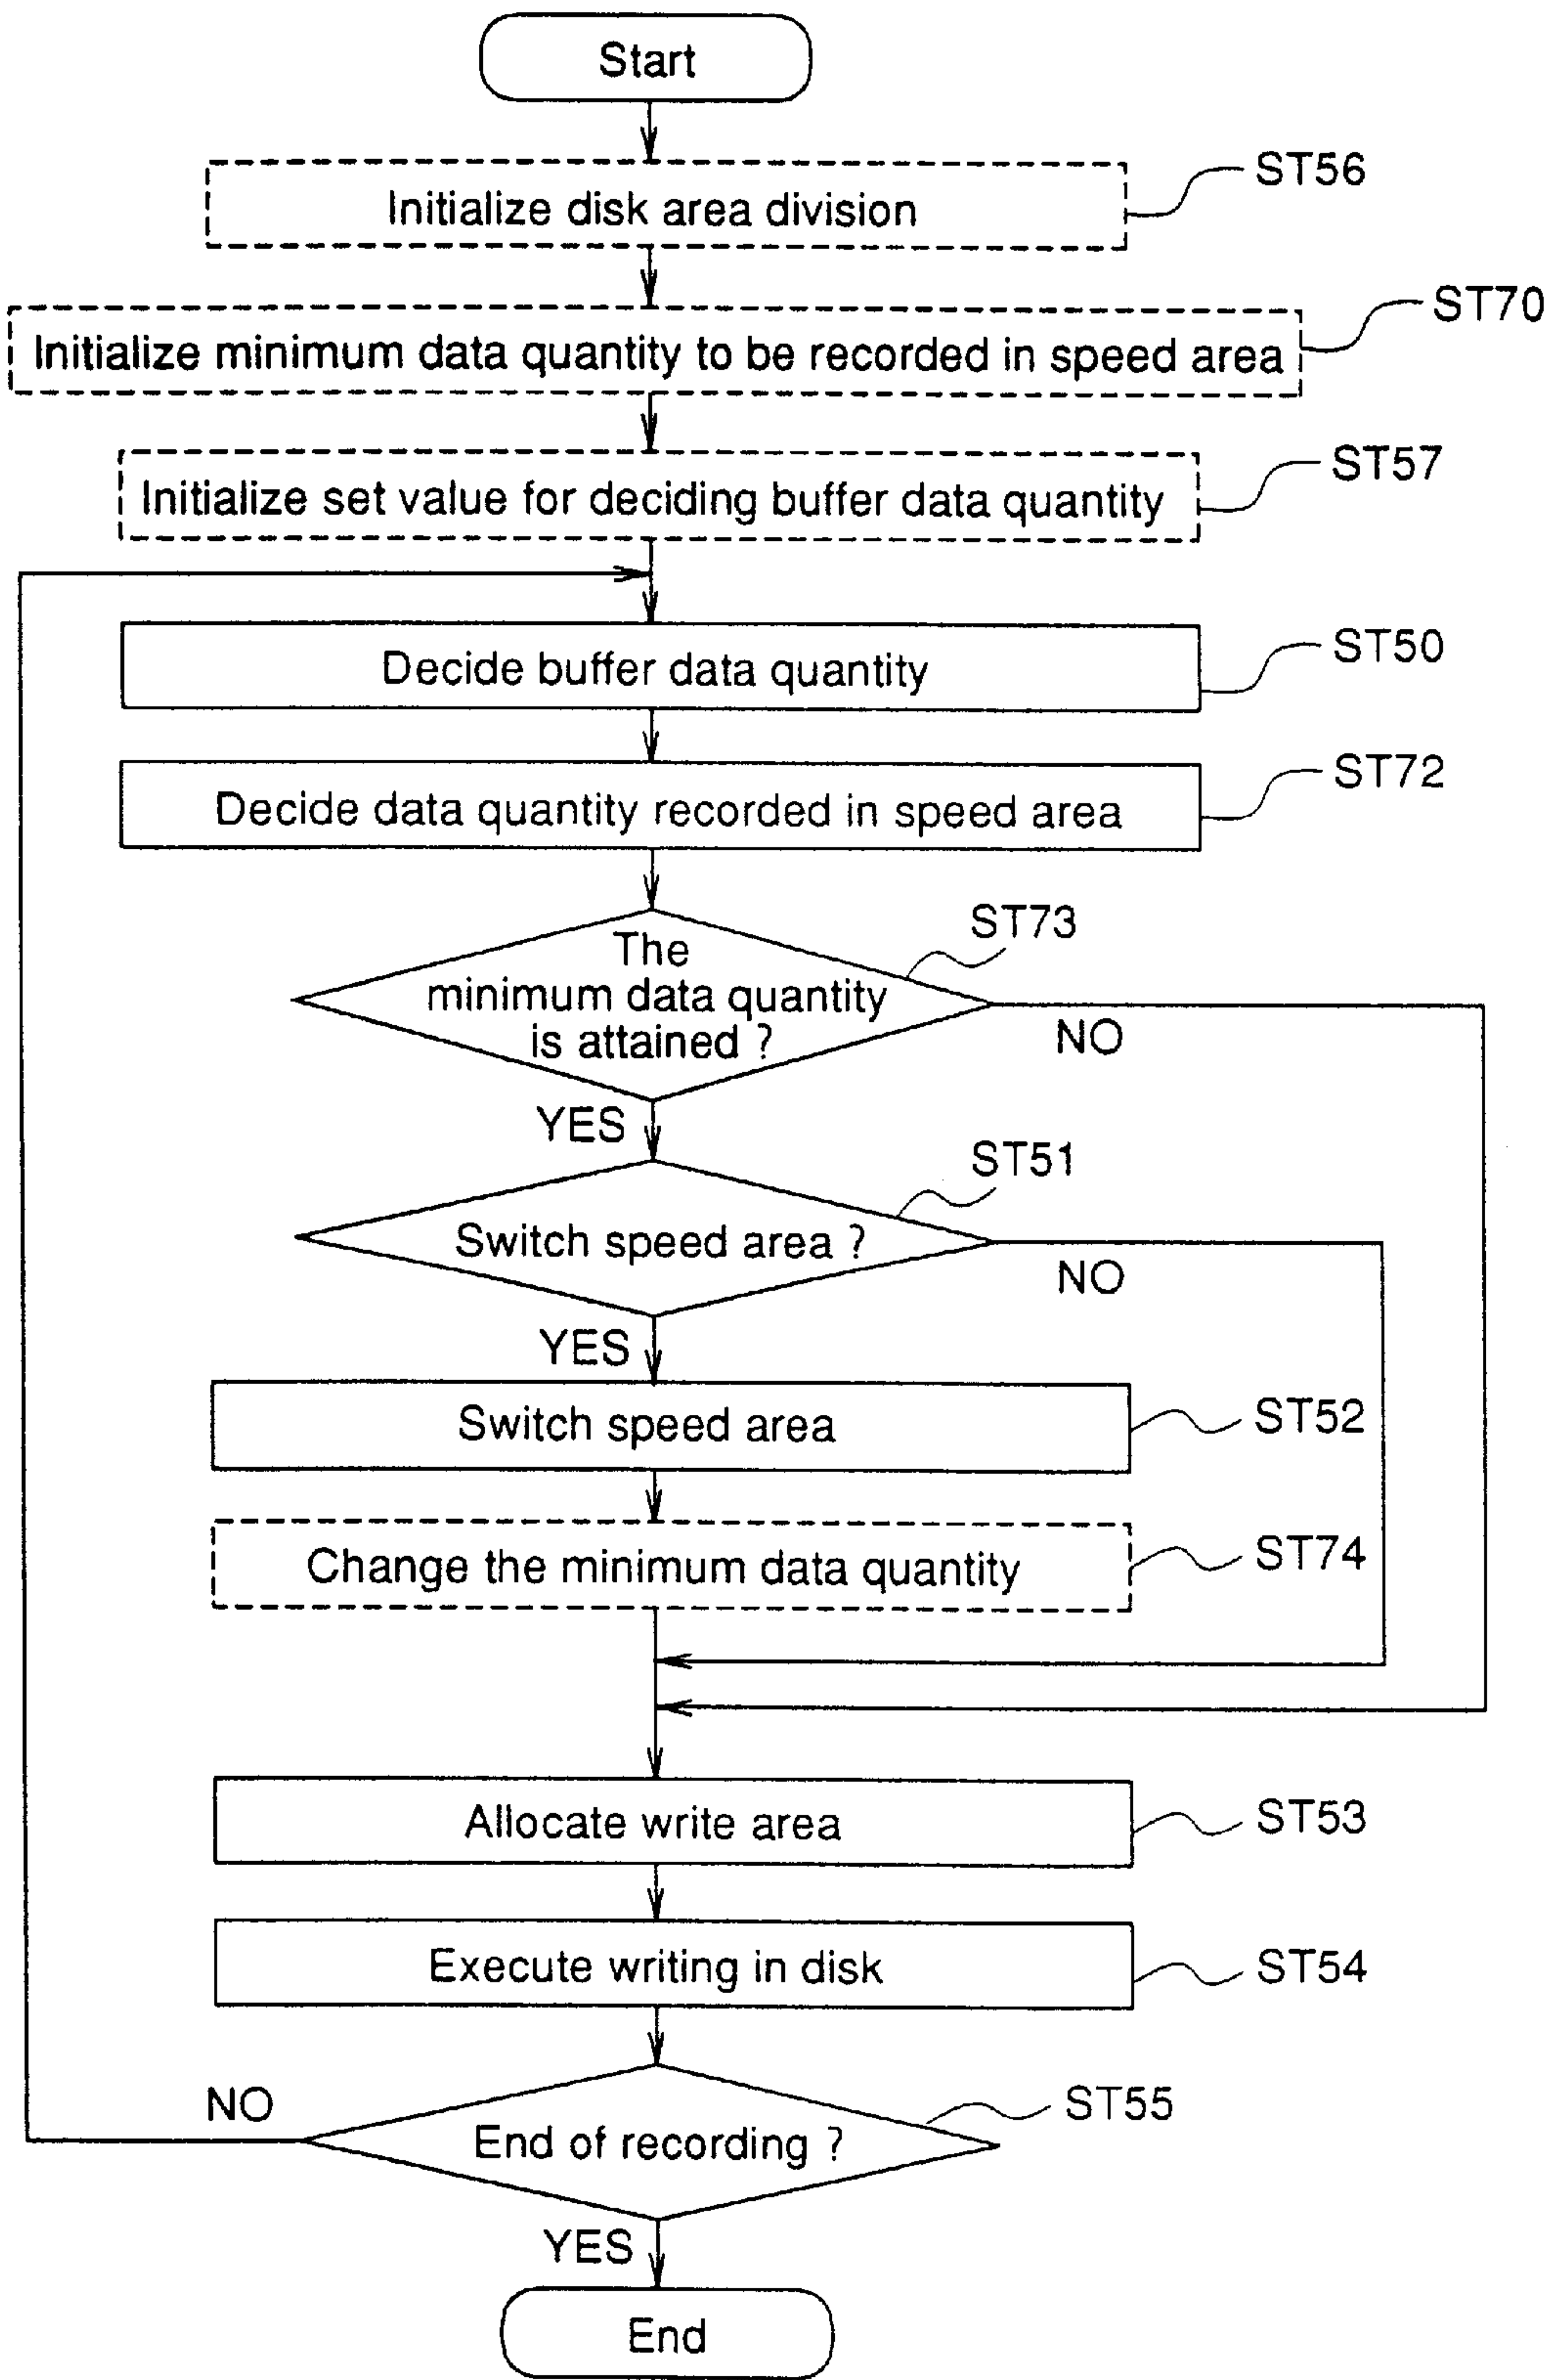 Start
Initialize disk area division
ST56
Initialize minimum data quantity to be recorded in speed area
ST70
Initialize set value for deciding buffer data quantity
ST57
Decide buffer data quantity
ST50
Decide data quantity recorded in speed area
ST72
The
minimum data quantity
is attained ?
ST73
NO
YES
Switch speed area ?
ST51
NO
YES
Switch speed area
ST52
Change the minimum data quantity
ST74
Allocate write area
ST53
Execute writing in disk
ST54
End of recording ?
ST55
NO
YES
End